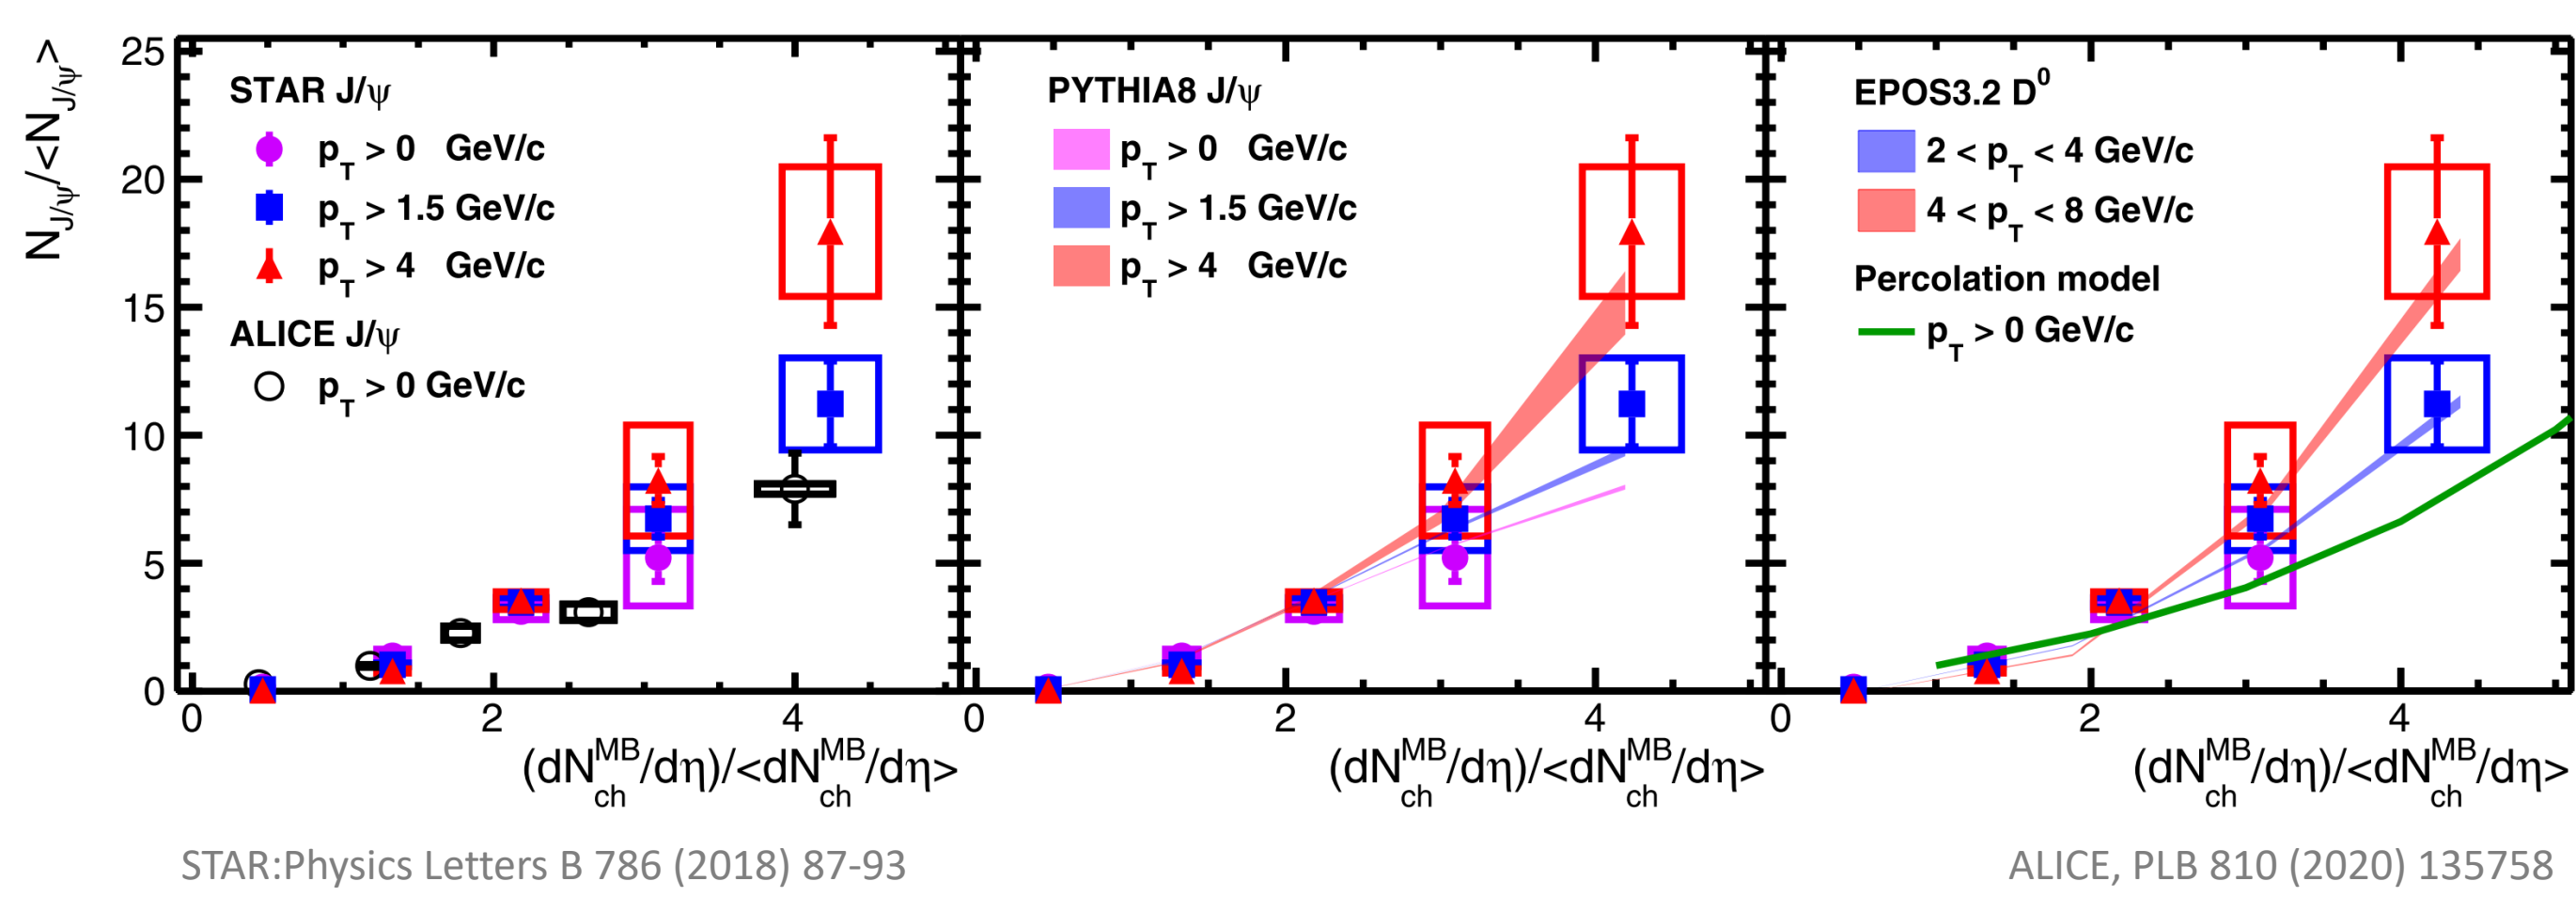 N_J/ψ/<N_J/ψ>
25
20
15
10
5
0
STAR J/ψ
p_T > 0 GeV/c
p_T > 1.5 GeV/c
p_T > 4 GeV/c
ALICE J/ψ
p_T > 0 GeV/c
0 2 4
(dN_ch^MB/dη)/<dN_ch^MB/dη>
PYTHIA8 J/ψ
p_T > 0 GeV/c
p_T > 1.5 GeV/c
p_T > 4 GeV/c
0 2 4
(dN_ch^MB/dη)/<dN_ch^MB/dη>
EPOS3.2 D^0
2 < p_T < 4 GeV/c
4 < p_T < 8 GeV/c
Percolation model
p_T > 0 GeV/c
0 2 4
(dN_ch^MB/dη)/<dN_ch^MB/dη>
STAR:Physics Letters B 786 (2018) 87-93
ALICE, PLB 810 (2020) 135758